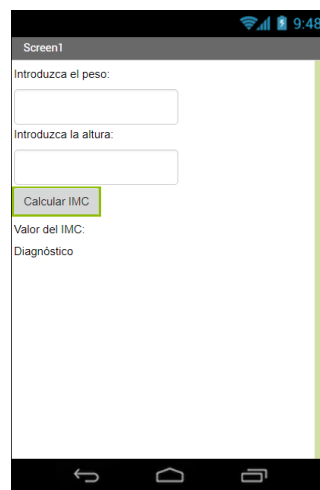 9:48
Screen1
Introduzca el peso:
Introduzca la altura:
Calcular IMC
Valor del IMC:
Diagnóstico